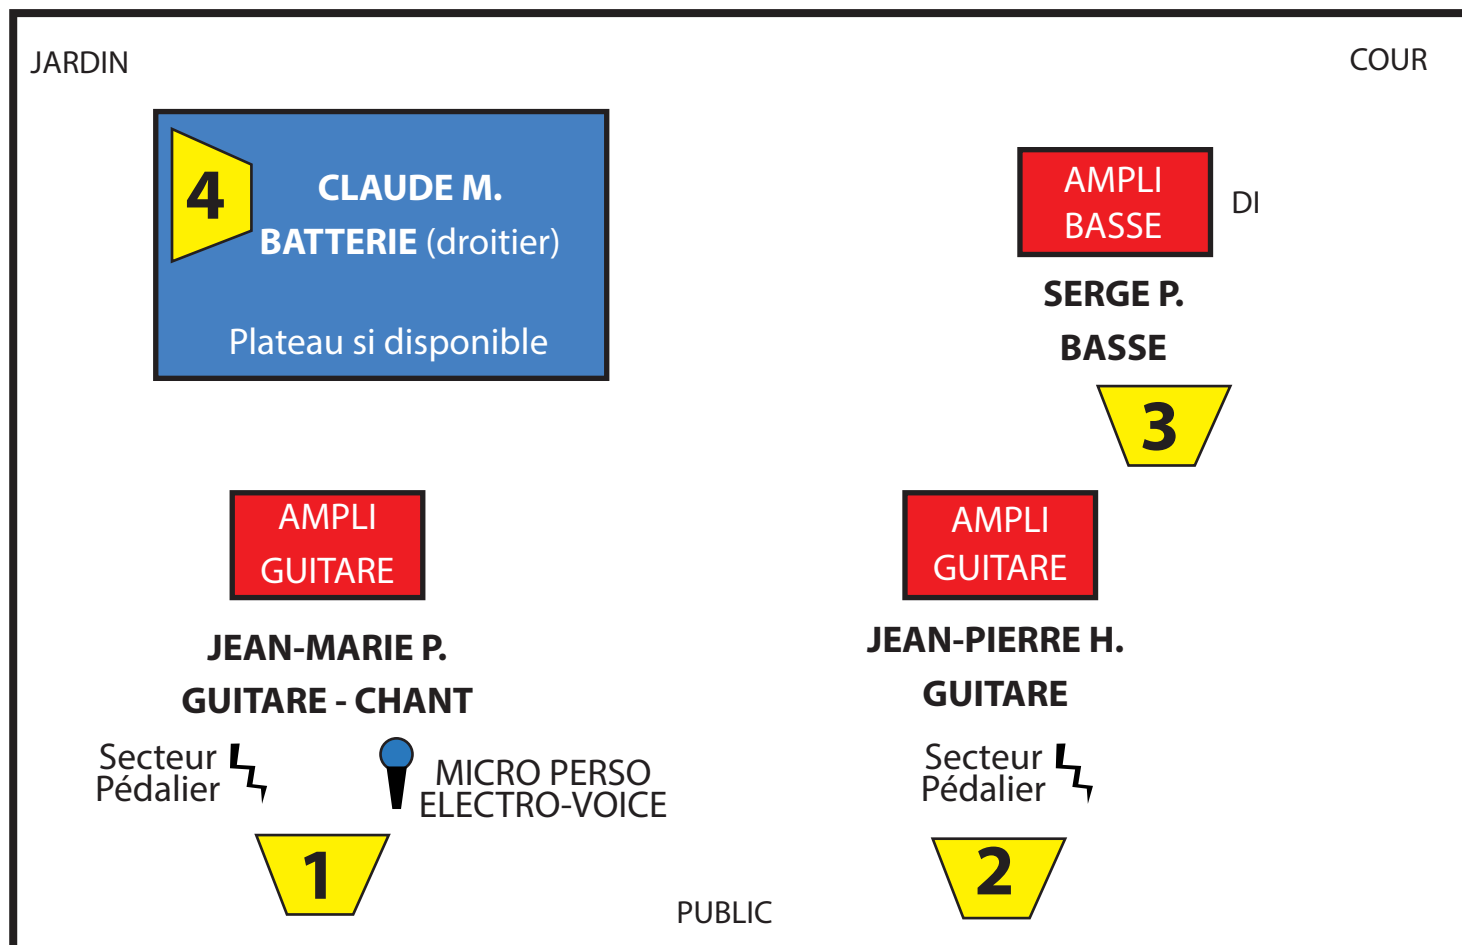 JARDIN
COUR
4
CLAUDE M.
BATTERIE (droitier)
Plateau si disponible
AMPLI
BASSE
DI
SERGE P.
BASSE
3
AMPLI
GUITARE
JEAN-MARIE P.
GUITARE - CHANT
Secteur
Pédalier
MICRO PERSO
ELECTRO-VOICE
1
AMPLI
GUITARE
JEAN-PIERRE H.
GUITARE
Secteur
Pédalier
2
PUBLIC